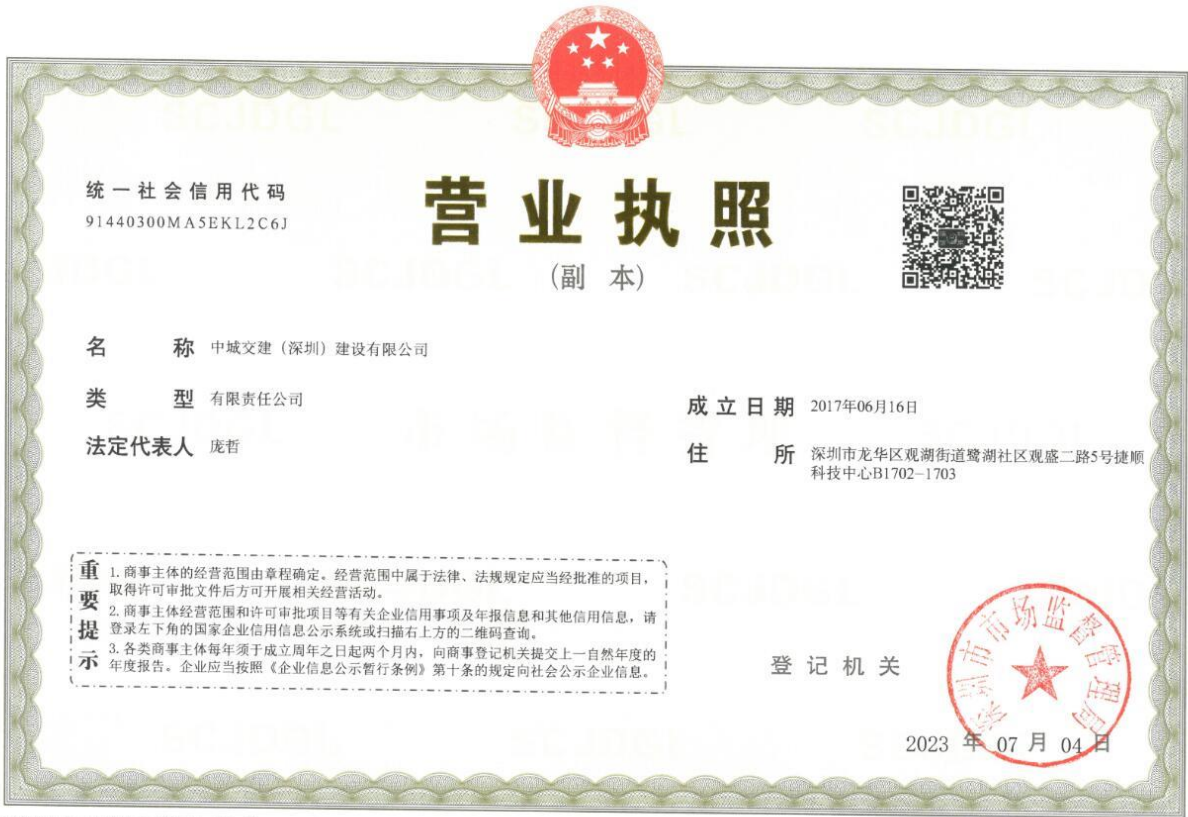 统一社会信用代码
91440300MA5EKL2C6J
营业执照
(副 本)
名 称 中城交建（深圳）建设有限公司
类 型 有限责任公司
法定代表人 庞哲
成立日期 2017年06月16日
住 所 深圳市龙华区观湖街道鹭湖社区观盛二路5号捷顺
科技中心B1702-1703
重要提示
1. 商事主体的经营范围由章程确定。经营范围中属于法律、法规规定应当经批准的项目，
取得许可审批文件后方可开展相关经营活动。
2. 商事主体经营范围和许可审批项目等有关企业信用事项及年报信息和其他信用信息，请
登录左下角的国家企业信用信息公示系统或扫描右上方的二维码查询。
3. 各类商事主体每年须于成立周年之日起两个月内，向商事登记机关提交上一自然年度的
年度报告。企业应当按照《企业信息公示暂行条例》第十条的规定向社会公示企业信息。
登记机关
深圳市市场监督管理局
2023 年 07 月 04 日
SCJDGL